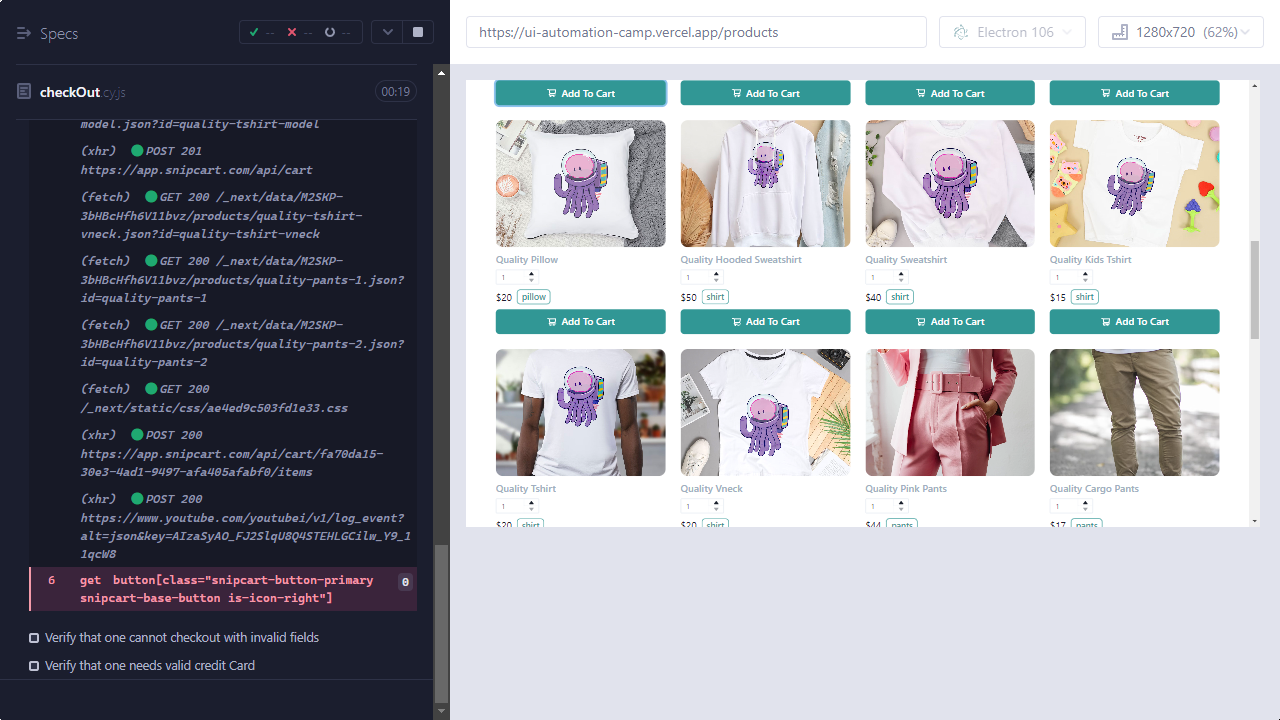 Specs
--
--
--
https://ui-automation-camp.vercel.app/products
Electron 106
1280x720 (62%)
checkOut.cy.js
00:19
model.json?id=quality-tshirt-model
(xhr) POST 201
https://app.snipcart.com/api/cart
(fetch) GET 200 /_next/data/M2SKP-
3bHBcHfh6V11bvz/products/quality-tshirt-
vneck.json?id=quality-tshirt-vneck
(fetch) GET 200 /_next/data/M2SKP-
3bHBcHfh6V11bvz/products/quality-pants-1.json?
id=quality-pants-1
(fetch) GET 200 /_next/data/M2SKP-
3bHBcHfh6V11bvz/products/quality-pants-2.json?
id=quality-pants-2
(fetch) GET 200
/_next/static/css/ae4ed9c503fd1e33.css
(xhr) POST 200
https://app.snipcart.com/api/cart/fa70da15-
30e3-4ad1-9497-afa405afabf0/items
(xhr) POST 200
https://www.youtube.com/youtubei/v1/log_event?
alt=json&key=AIzaSyAO_FJ2SlqU8Q4STEHLGCilw_Y9_1
1qcW8
6 get button[class="snipcart-button-primary
snipcart-base-button is-icon-right"]
0
Verify that one cannot checkout with invalid fields
Verify that one needs valid credit Card
Add To Cart
Add To Cart
Add To Cart
Add To Cart
Quality Pillow
1
$20 pillow
Add To Cart
Quality Hooded Sweatshirt
1
$50 shirt
Add To Cart
Quality Sweatshirt
1
$40 shirt
Add To Cart
Quality Kids Tshirt
1
$15 shirt
Add To Cart
Quality Tshirt
1
$20 shirt
Quality Vneck
1
$20 shirt
Quality Pink Pants
1
$44 pants
Quality Cargo Pants
1
$17 pants